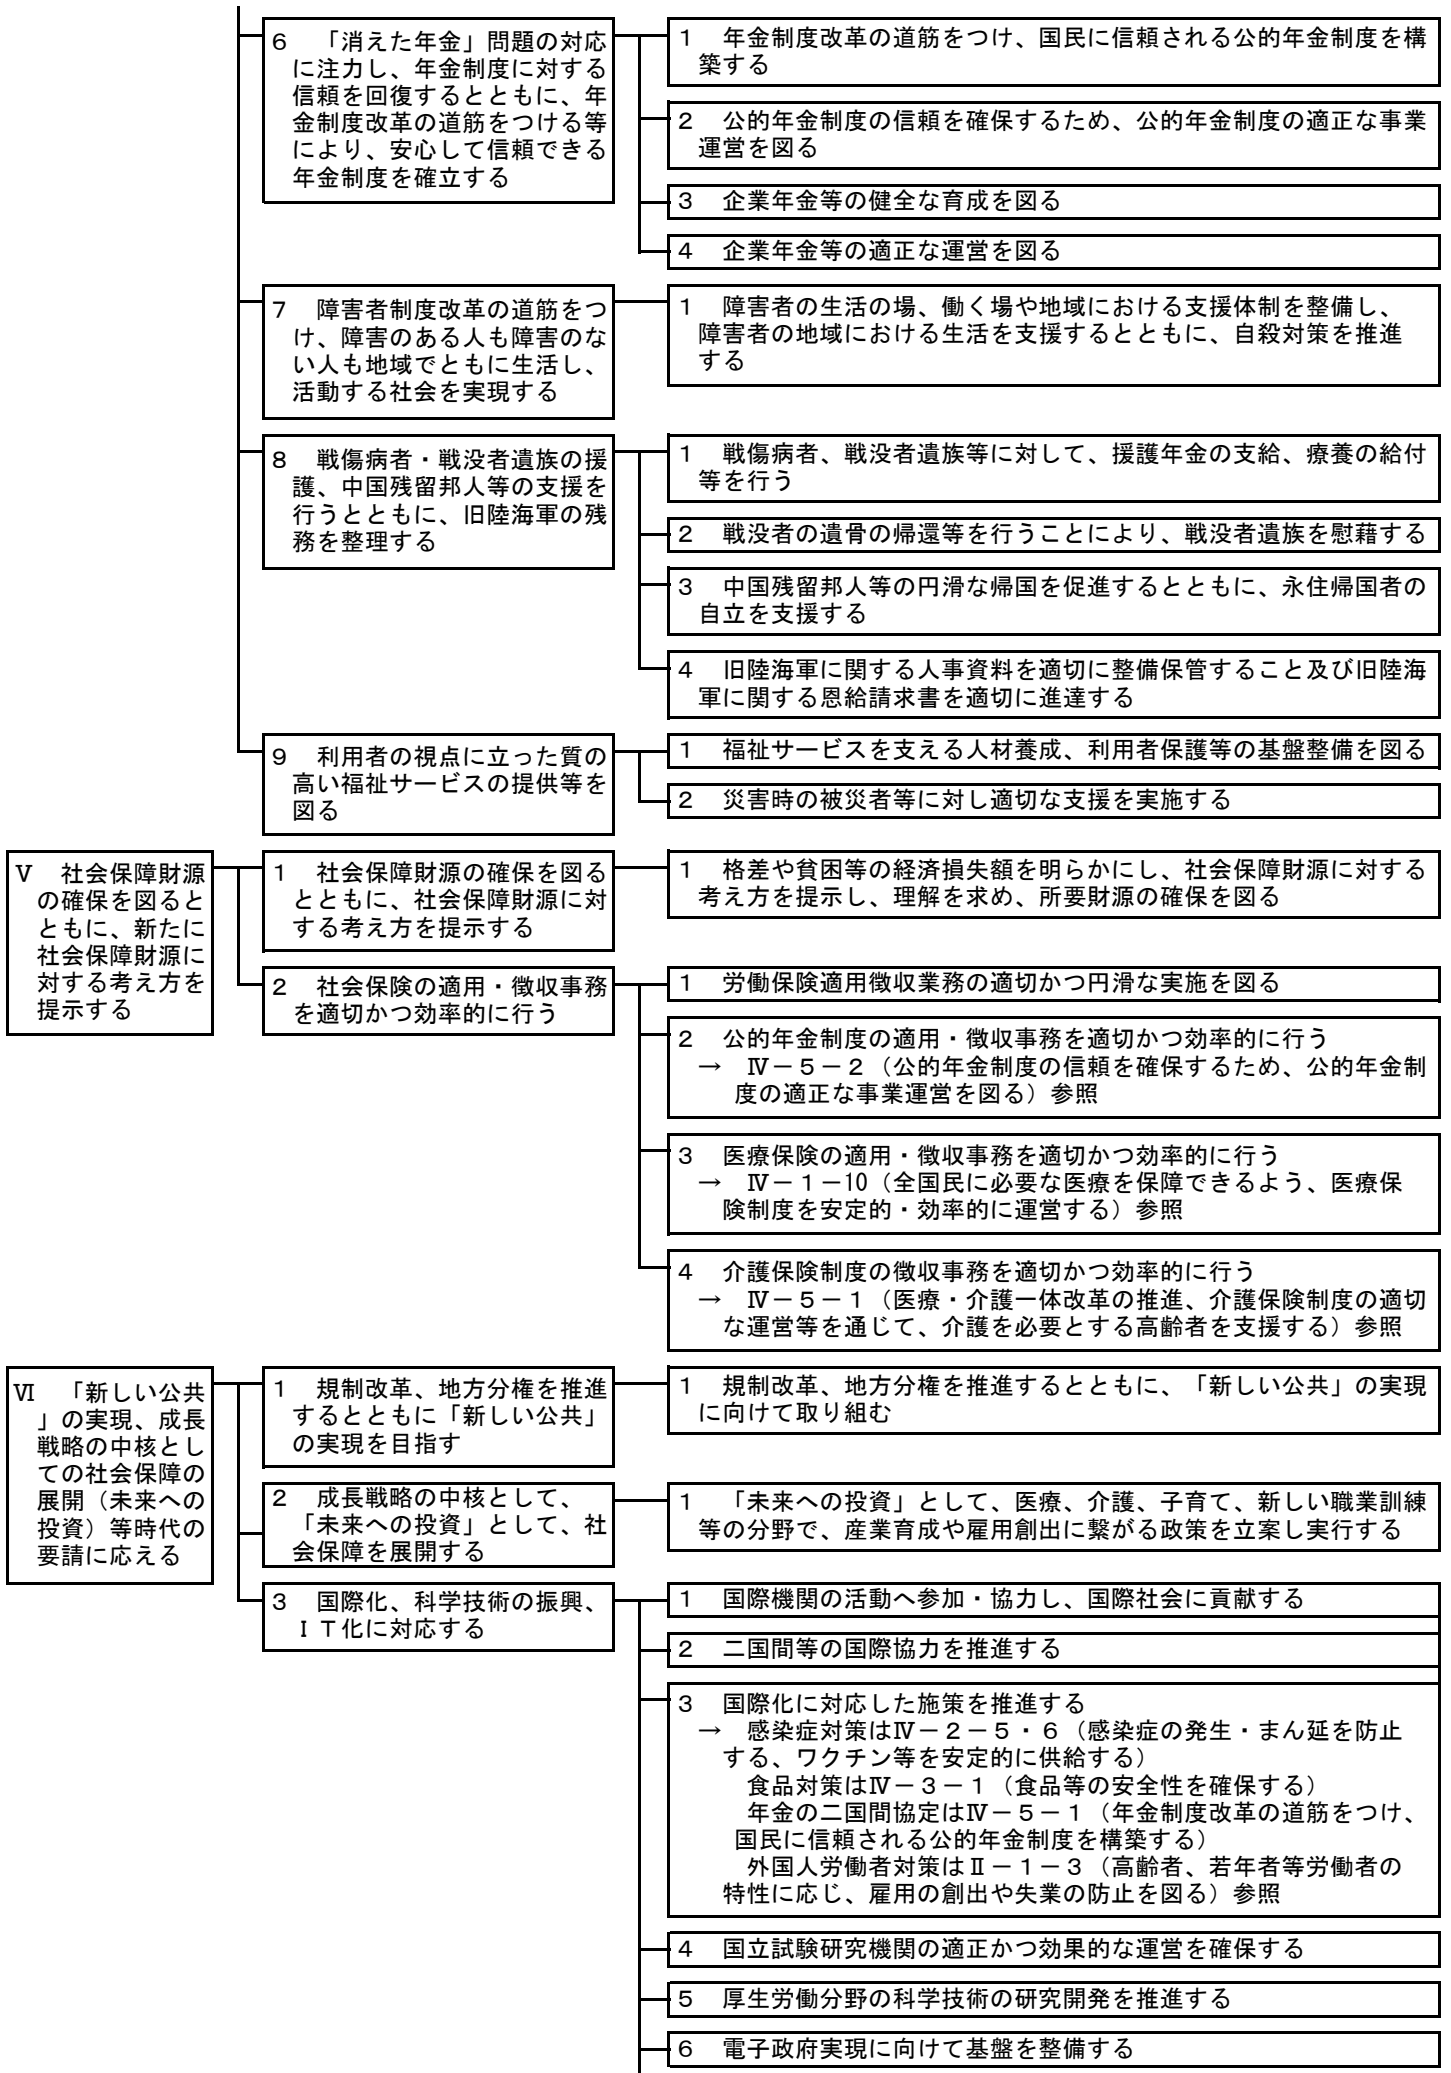 6　「消えた年金」問題の対応
に注力し、年金制度に対する
信頼を回復するとともに、年
金制度改革の道筋をつける等
により、安心して信頼できる
年金制度を確立する
1　年金制度改革の道筋をつけ、国民に信頼される公的年金制度を構
築する
2　公的年金制度の信頼を確保するため、公的年金制度の適正な事業
運営を図る
3　企業年金等の健全な育成を図る
4　企業年金等の適正な運営を図る
7　障害者制度改革の道筋をつ
け、障害のある人も障害のな
い人も地域でともに生活し、
活動する社会を実現する
1　障害者の生活の場、働く場や地域における支援体制を整備し、
障害者の地域における生活を支援するとともに、自殺対策を推進
する
8　戦傷病者・戦没者遺族の援
護、中国残留邦人等の支援を
行うとともに、旧陸海軍の残
務を整理する
1　戦傷病者、戦没者遺族等に対して、援護年金の支給、療養の給付
等を行う
2　戦没者の遺骨の帰還等を行うことにより、戦没者遺族を慰藉する
3　中国残留邦人等の円滑な帰国を促進するとともに、永住帰国者の
自立を支援する
4　旧陸海軍に関する人事資料を適切に整備保管すること及び旧陸海
軍に関する恩給請求書を適切に進達する
9　利用者の視点に立った質の
高い福祉サービスの提供等を
図る
1　福祉サービスを支える人材養成、利用者保護等の基盤整備を図る
2　災害時の被災者等に対し適切な支援を実施する
Ⅴ　社会保障財源
の確保を図ると
ともに、新たに
社会保障財源に
対する考え方を
提示する
1　社会保障財源の確保を図る
とともに、社会保障財源に対
する考え方を提示する
1　格差や貧困等の経済損失額を明らかにし、社会保障財源に対する
考え方を提示し、理解を求め、所要財源の確保を図る
2　社会保険の適用・徴収事務
を適切かつ効率的に行う
1　労働保険適用徴収業務の適切かつ円滑な実施を図る
2　公的年金制度の適用・徴収事務を適切かつ効率的に行う
→　Ⅳ－5－2（公的年金制度の信頼を確保するため、公的年金制
度の適正な事業運営を図る）参照
3　医療保険の適用・徴収事務を適切かつ効率的に行う
→　Ⅳ－1－10（全国民に必要な医療を保障できるよう、医療保
険制度を安定的・効率的に運営する）参照
4　介護保険制度の徴収事務を適切かつ効率的に行う
→　Ⅳ－5－1（医療・介護一体改革の推進、介護保険制度の適切
な運営等を通じて、介護を必要とする高齢者を支援する）参照
Ⅵ　「新しい公共
」の実現、成長
戦略の中核とし
ての社会保障の
展開（未来への
投資）等時代の
要請に応える
1　規制改革、地方分権を推進
するとともに「新しい公共」
の実現を目指す
1　規制改革、地方分権を推進するとともに、「新しい公共」の実現
に向けて取り組む
2　成長戦略の中核として、
「未来への投資」として、社
会保障を展開する
1　「未来への投資」として、医療、介護、子育て、新しい職業訓練
等の分野で、産業育成や雇用創出に繋がる政策を立案し実行する
3　国際化、科学技術の振興、
ＩＴ化に対応する
1　国際機関の活動へ参加・協力し、国際社会に貢献する
2　二国間等の国際協力を推進する
3　国際化に対応した施策を推進する
→　感染症対策はⅣ－2－5・6（感染症の発生・まん延を防止
する、ワクチン等を安定的に供給する）
食品対策はⅣ－3－1（食品等の安全性を確保する）
年金の二国間協定はⅣ－5－1（年金制度改革の道筋をつけ、
国民に信頼される公的年金制度を構築する）
外国人労働者対策はⅡ－1－3（高齢者、若年者等労働者の
特性に応じ、雇用の創出や失業の防止を図る）参照
4　国立試験研究機関の適正かつ効果的な運営を確保する
5　厚生労働分野の科学技術の研究開発を推進する
6　電子政府実現に向けて基盤を整備する